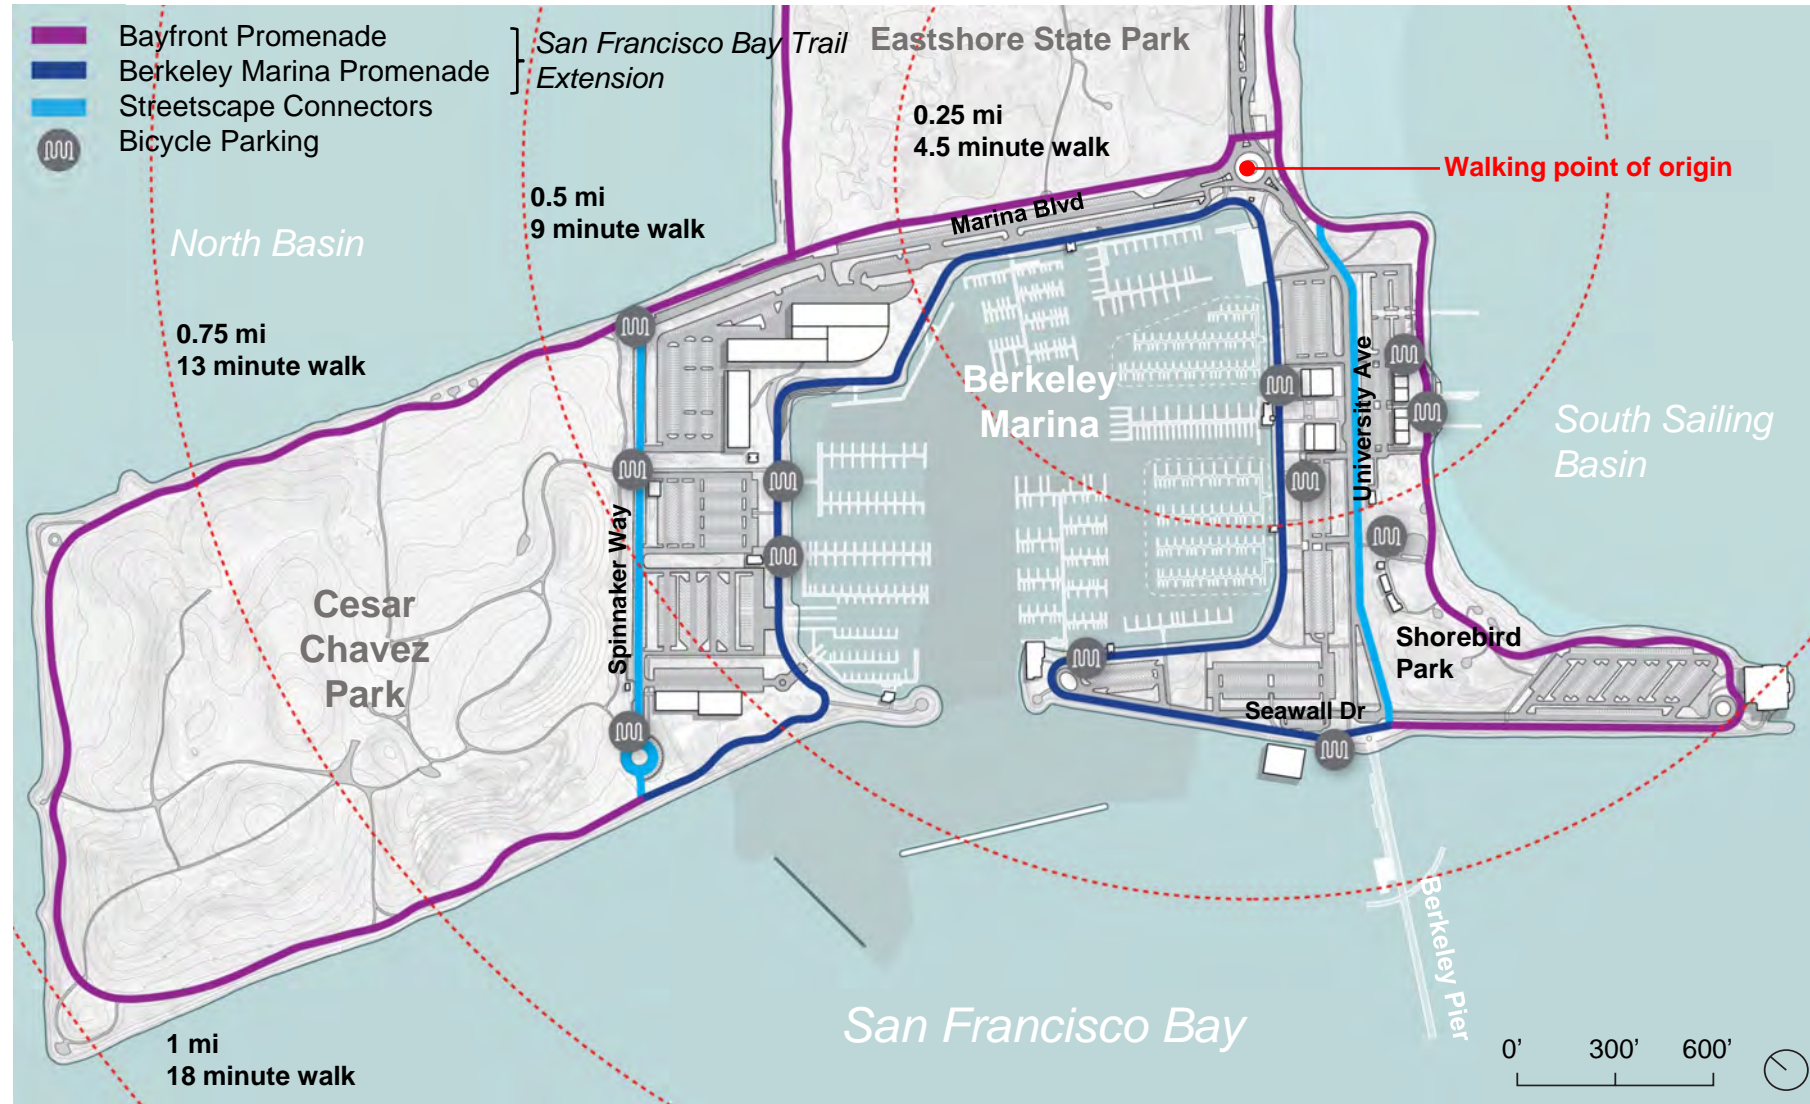 Bayfront Promenade
Berkeley Marina Promenade
Streetscape Connectors
Bicycle Parking
San Francisco Bay Trail
Extension
Eastshore State Park
0.25 mi
4.5 minute walk
Walking point of origin
0.5 mi
9 minute walk
Marina Blvd
North Basin
0.75 mi
13 minute walk
Berkeley
Marina
University Ave
South Sailing
Basin
Spinnaker Way
Cesar
Chavez
Park
Shorebird
Park
Seawall Dr
Berkeley Pier
San Francisco Bay
1 mi
18 minute walk
0' 300' 600'